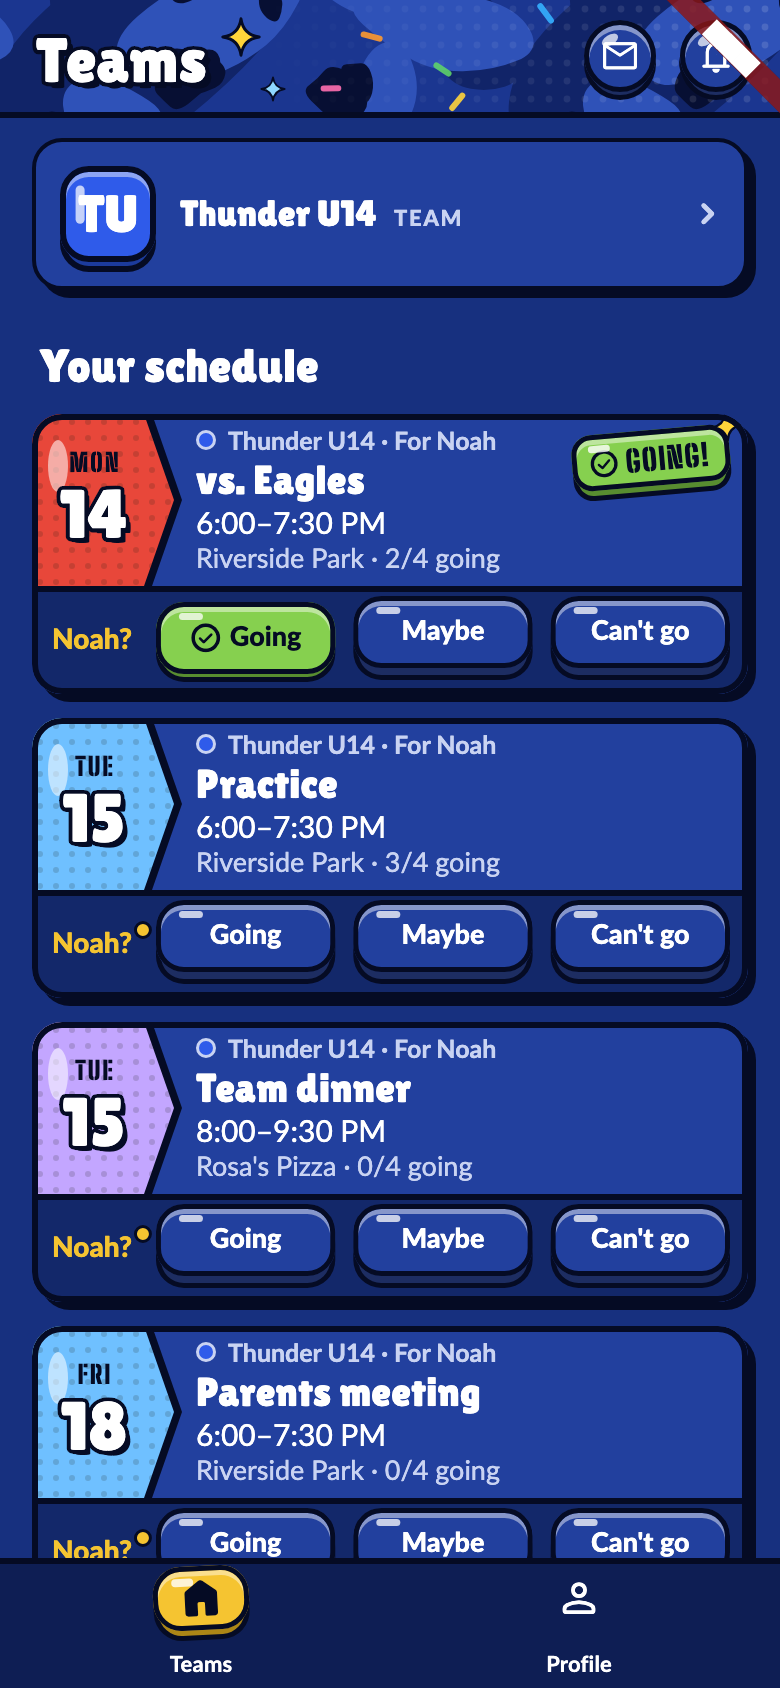 Teams
TU
Thunder U14 TEAM
Your schedule
MON
14
Thunder U14 · For Noah
vs. Eagles
6:00–7:30 PM
Riverside Park · 2/4 going
GOING!
Noah?
Going
Maybe
Can't go
TUE
15
Thunder U14 · For Noah
Practice
6:00–7:30 PM
Riverside Park · 3/4 going
Noah?
Going
Maybe
Can't go
TUE
15
Thunder U14 · For Noah
Team dinner
8:00–9:30 PM
Rosa's Pizza · 0/4 going
Noah?
Going
Maybe
Can't go
FRI
18
Thunder U14 · For Noah
Parents meeting
6:00–7:30 PM
Riverside Park · 0/4 going
Noah?
Going
Maybe
Can't go
Teams
Profile